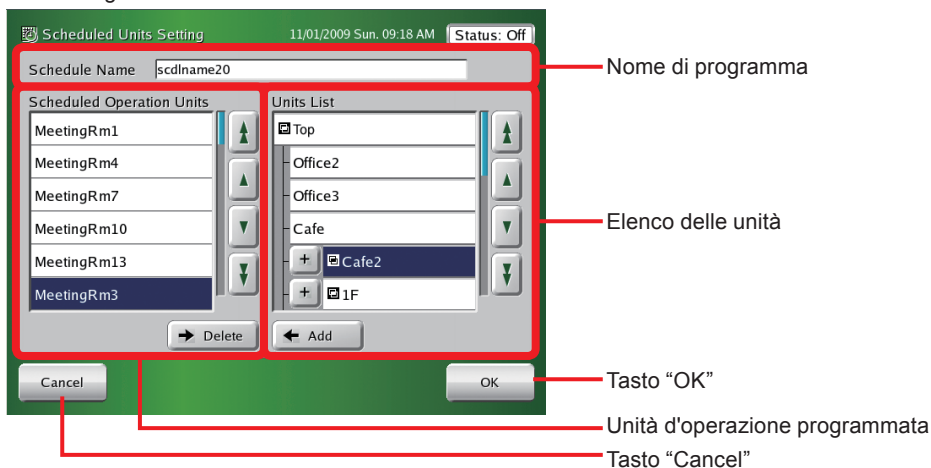 Scheduled Units Setting 11/01/2009 Sun. 09:18 AM Status: Off
Schedule Name scdlname20
Nome di programma
Scheduled Operation Units
MeetingRm1
MeetingRm4
MeetingRm7
MeetingRm10
MeetingRm13
MeetingRm3
Delete
Units List
Top
Office2
Office3
Cafe
+ Cafe2
+ 1F
Add
Elenco delle unità
Cancel
OK
Tasto “OK”
Unità d'operazione programmata
Tasto “Cancel”